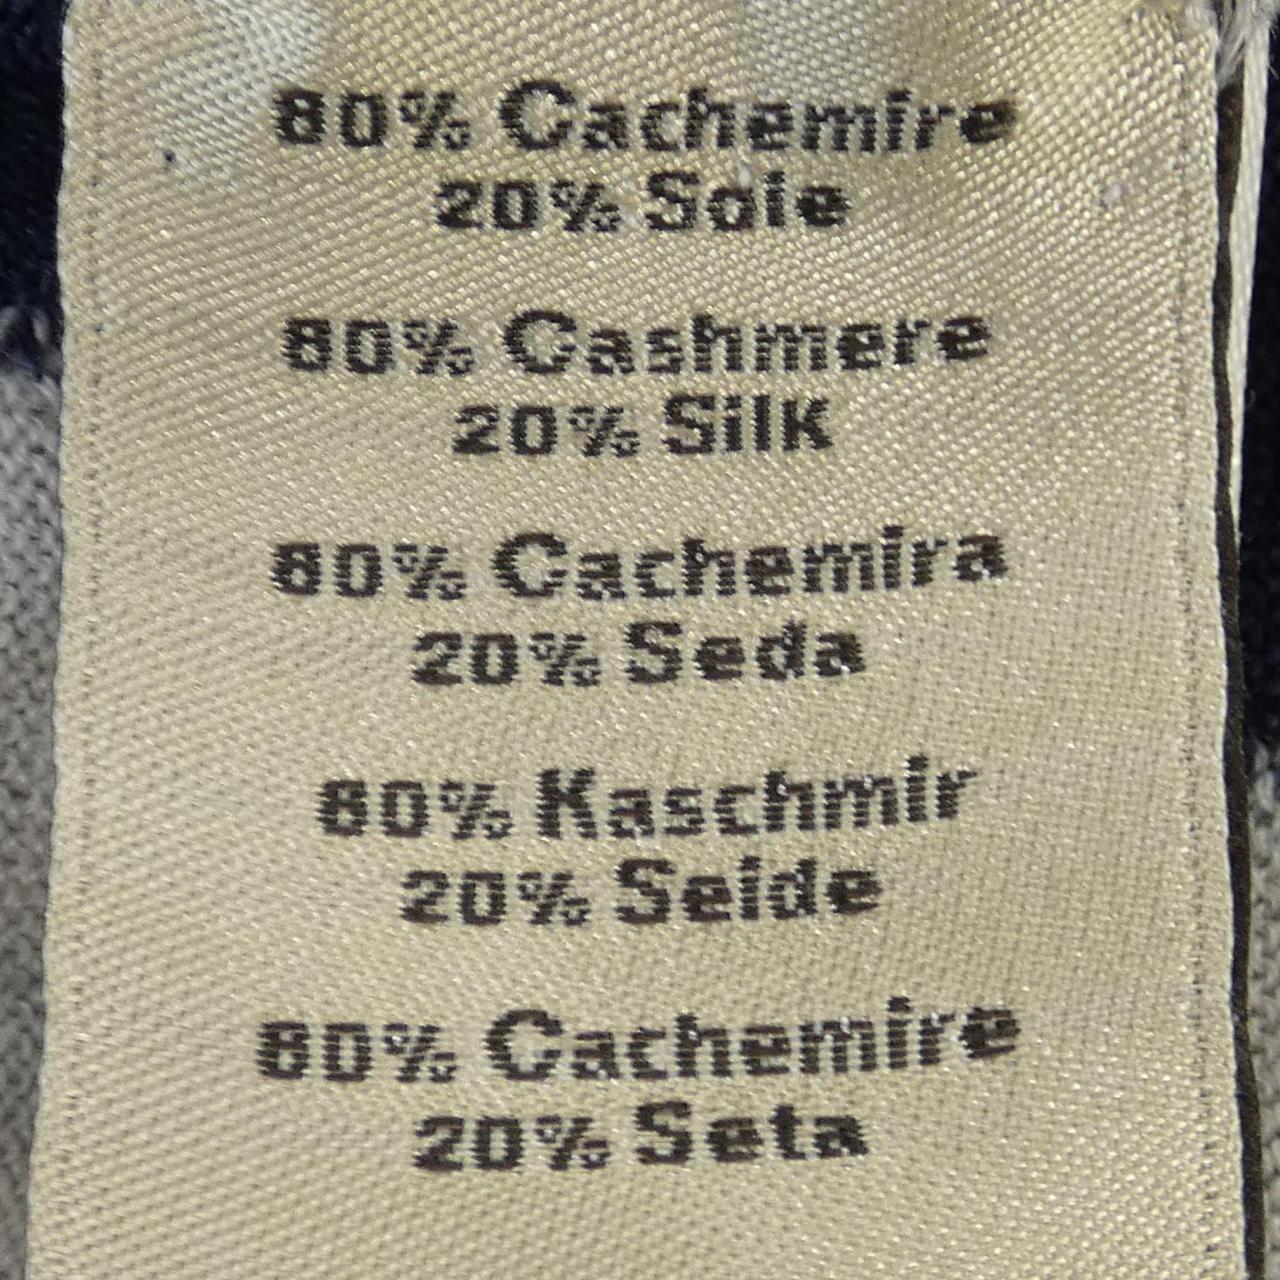 80% Cachemire
20% Soie
80% Cashmere
20% Silk
80% Cachemira
20% Seda
80% Kaschmir
20% Seide
80% Cachemire
20% Seta